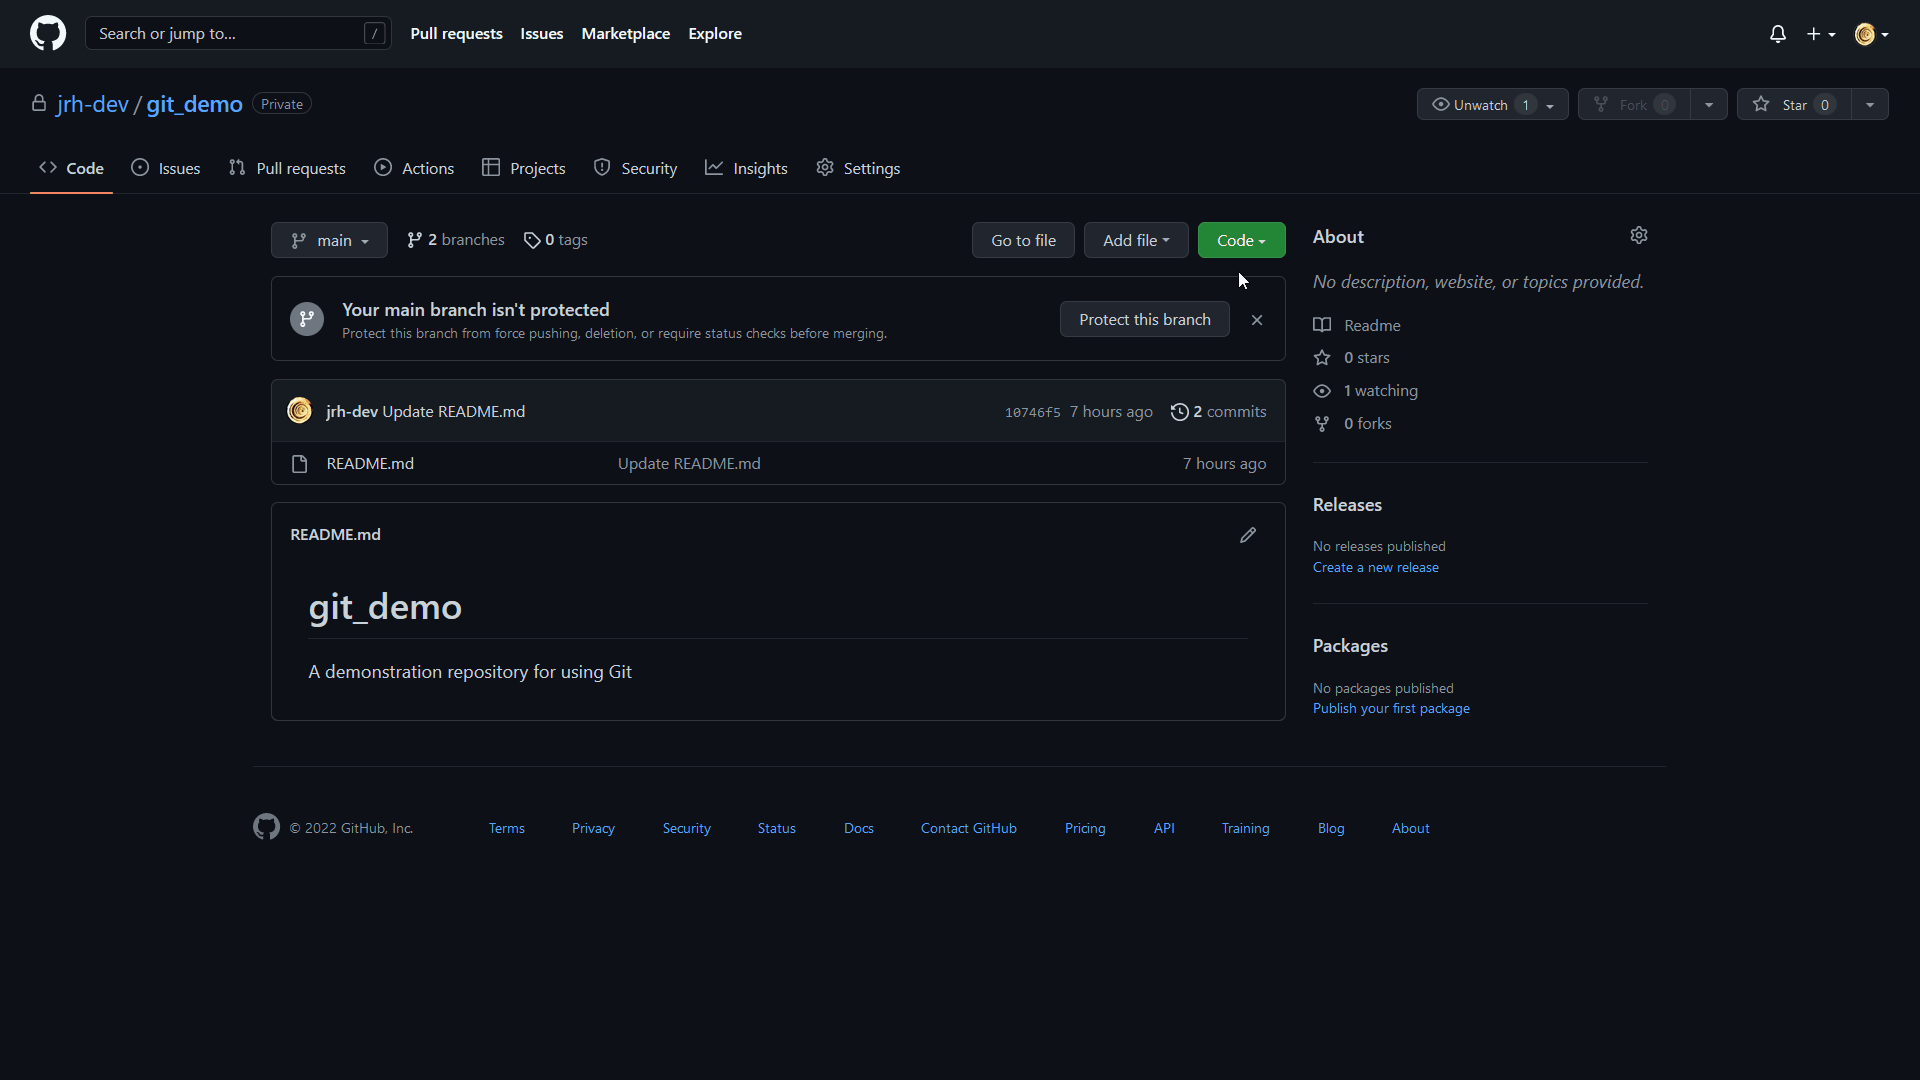 Search or jump to... / Pull requests Issues Marketplace Explore
jrh-dev / git_demo Private Unwatch 1 Fork 0 Star 0
Code Issues Pull requests Actions Projects Security Insights Settings
main 2 branches 0 tags Go to file Add file Code
Your main branch isn't protected
Protect this branch from force pushing, deletion, or require status checks before merging.
Protect this branch
jrh-dev Update README.md 10746f5 7 hours ago 2 commits
README.md Update README.md 7 hours ago
README.md
git_demo
A demonstration repository for using Git
About
No description, website, or topics provided.
Readme
0 stars
1 watching
0 forks
Releases
No releases published
Create a new release
Packages
No packages published
Publish your first package
© 2022 GitHub, Inc. Terms Privacy Security Status Docs Contact GitHub Pricing API Training Blog About